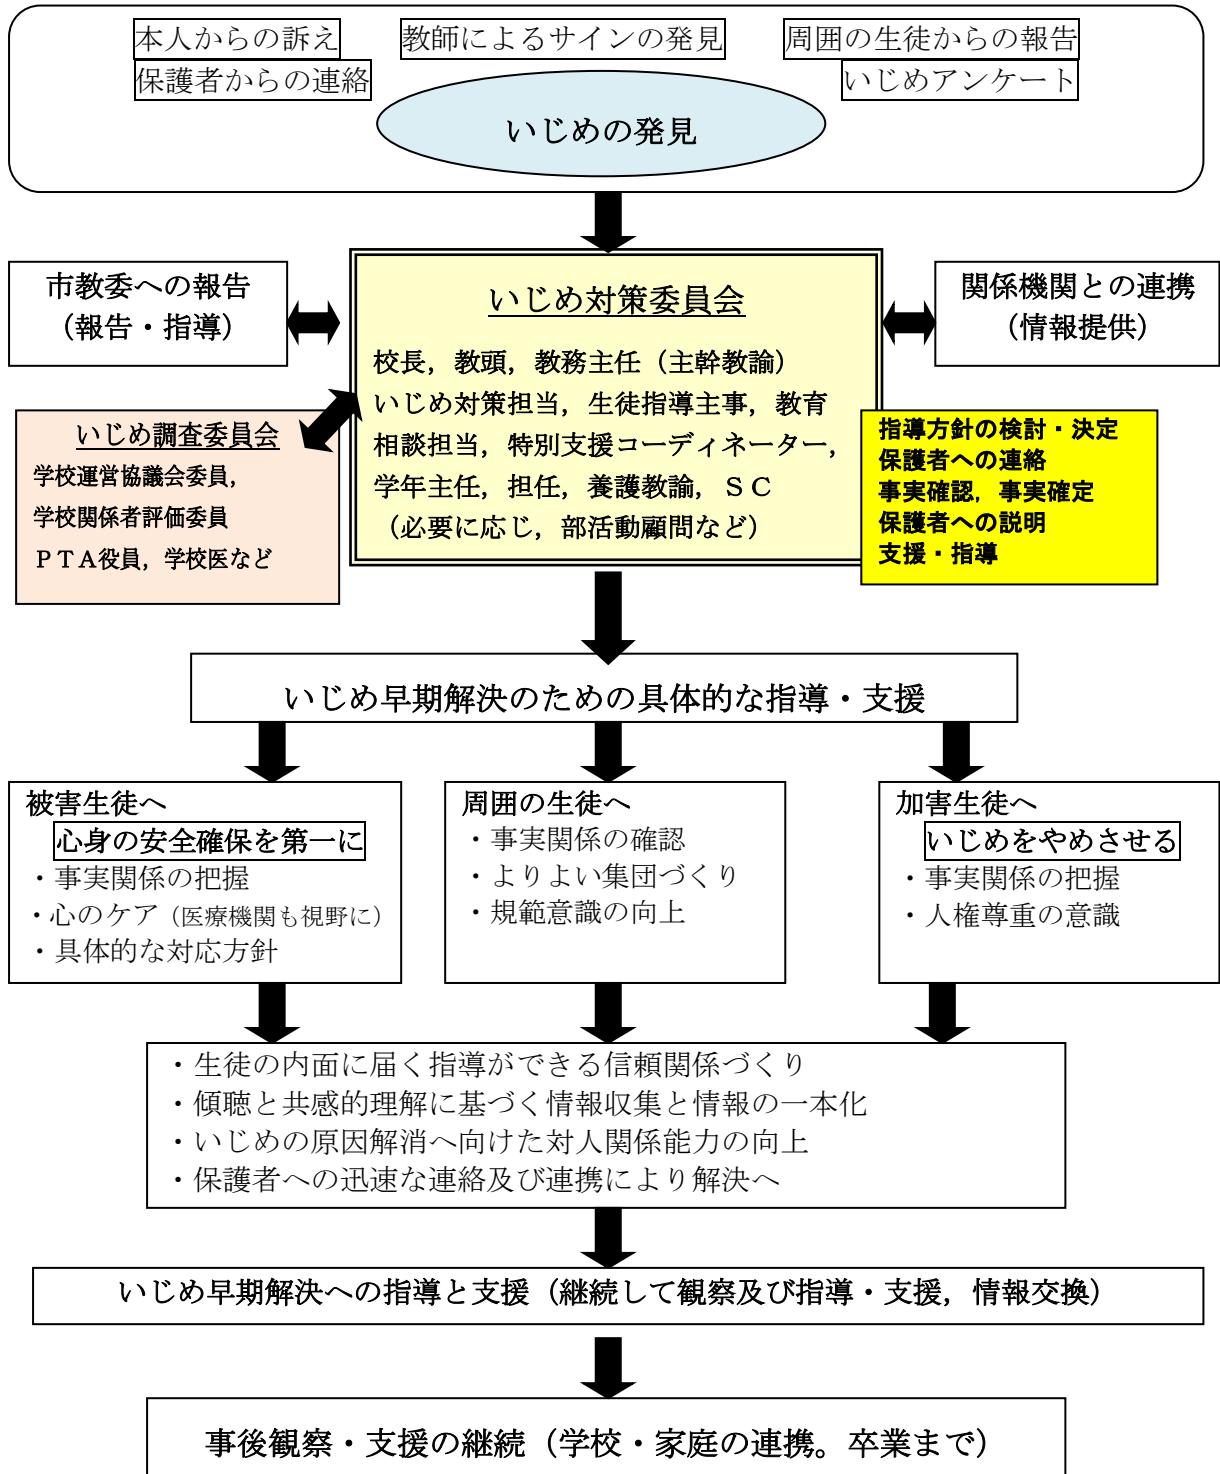 本人からの訴え
教師によるサインの発見
周囲の生徒からの報告
保護者からの連絡
いじめアンケート
いじめの発見
市教委への報告
（報告・指導）
いじめ対策委員会
校長，教頭，教務主任（主幹教諭）
いじめ対策担当，生徒指導主事，教育
相談担当，特別支援コーディネーター，
学年主任，担任，養護教諭，ＳＣ
（必要に応じ，部活動顧問など）
関係機関との連携
（情報提供）
いじめ調査委員会
学校運営協議会委員，
学校関係者評価委員
ＰＴＡ役員，学校医など
指導方針の検討・決定
保護者への連絡
事実確認，事実確定
保護者への説明
支援・指導
いじめ早期解決のための具体的な指導・支援
被害生徒へ
心身の安全確保を第一に
・事実関係の把握
・心のケア（医療機関も視野に）
・具体的な対応方針
周囲の生徒へ
・事実関係の確認
・よりよい集団づくり
・規範意識の向上
加害生徒へ
いじめをやめさせる
・事実関係の把握
・人権尊重の意識
・生徒の内面に届く指導ができる信頼関係づくり
・傾聴と共感的理解に基づく情報収集と情報の一本化
・いじめの原因解消へ向けた対人関係能力の向上
・保護者への迅速な連絡及び連携により解決へ
いじめ早期解決への指導と支援（継続して観察及び指導・支援，情報交換）
事後観察・支援の継続（学校・家庭の連携。卒業まで）